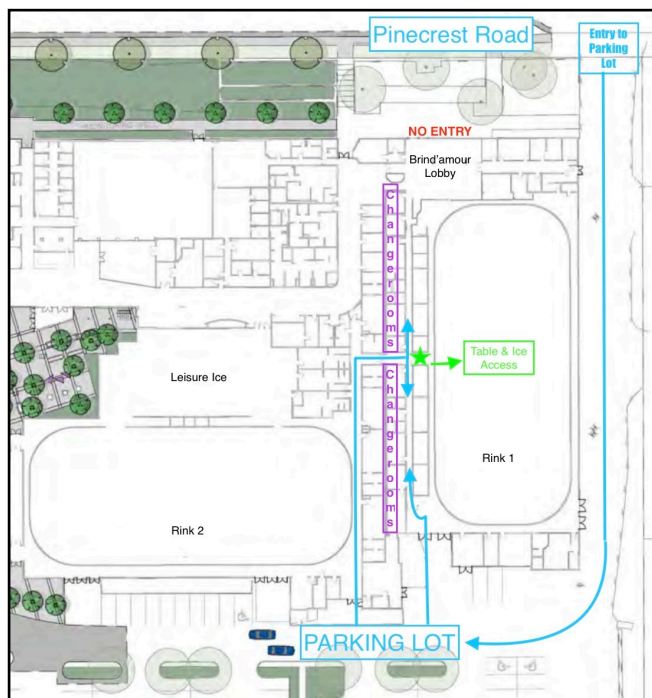 Pinecrest Road
Entry to
Parking
Lot
NO ENTRY
Brind'amour
Lobby
Changerooms
Table & Ice
Access
Leisure Ice
Changerooms
Rink 1
Rink 2
PARKING LOT